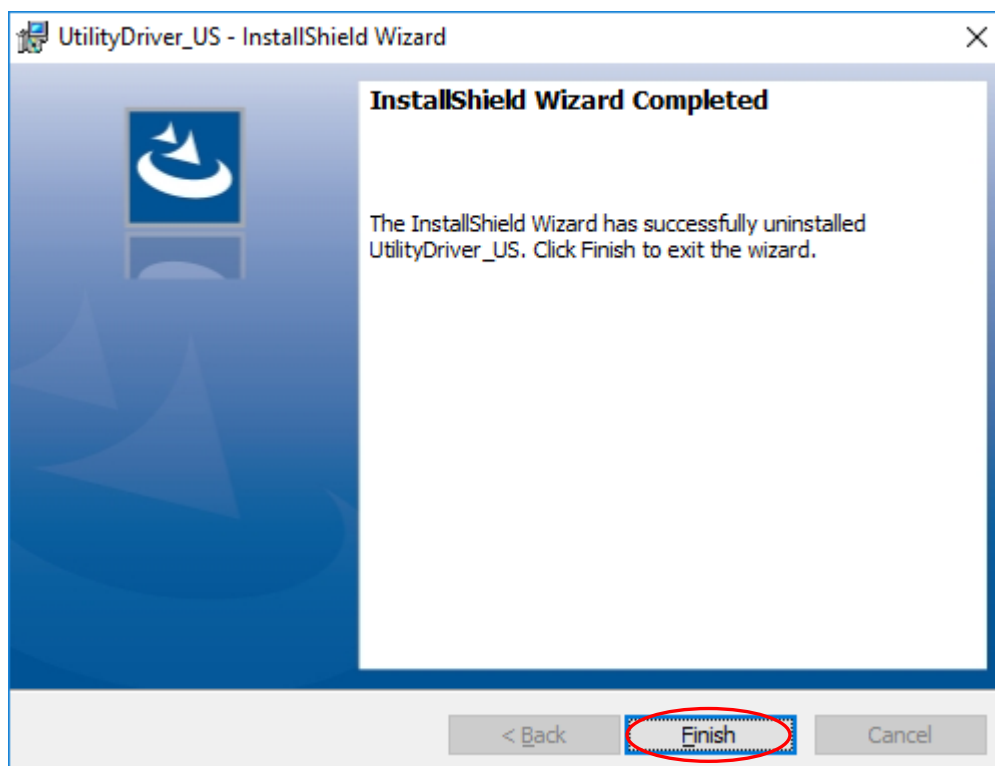 UtilityDriver_US - InstallShield Wizard
InstallShield Wizard Completed
The InstallShield Wizard has successfully uninstalled
UtilityDriver_US. Click Finish to exit the wizard.
< Back Finish Cancel